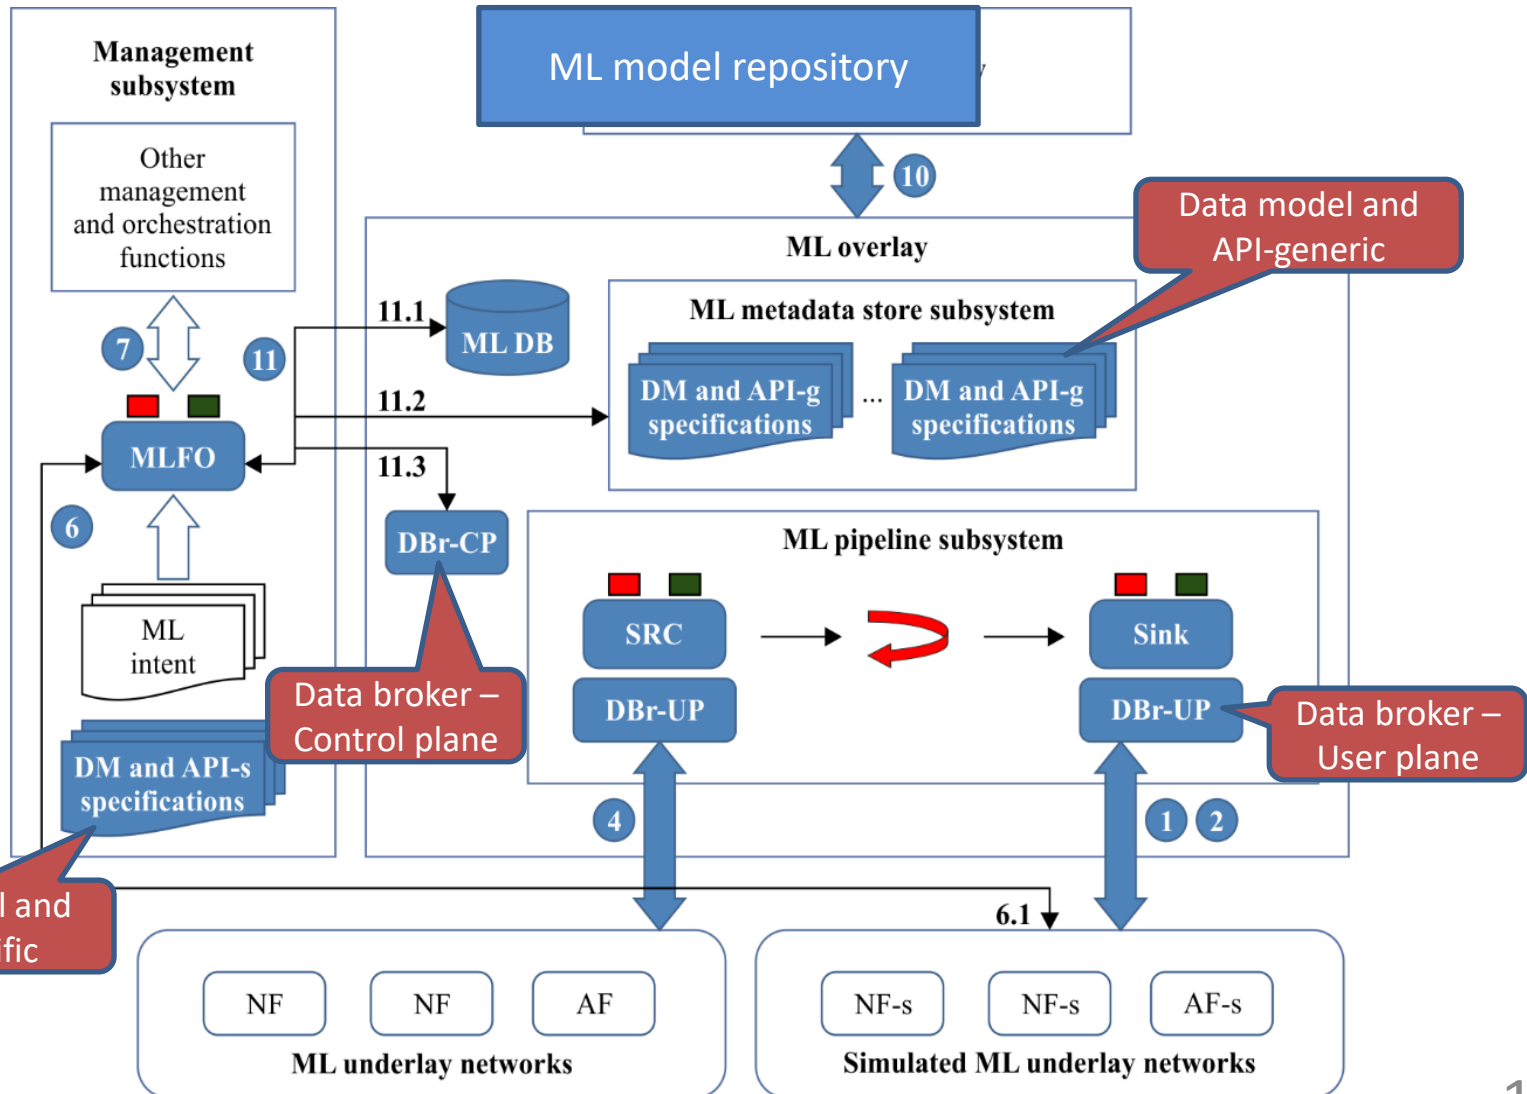 Management
subsystem
Other
management
and orchestration
functions
7
11
MLFO
6
ML
intent
DM and API-s
specifications
ML model repository
10
ML overlay
Data model and
API-generic
11.1
ML DB
ML metadata store subsystem
DM and API-g
specifications
...
DM and API-g
specifications
11.2
11.3
DBr-CP
Data broker –
Control plane
ML pipeline subsystem
SRC
DBr-UP
Sink
DBr-UP
Data broker –
User plane
4
1
2
and
6.1
NF
NF
AF
ML underlay networks
NF-s
NF-s
AF-s
Simulated ML underlay networks
1